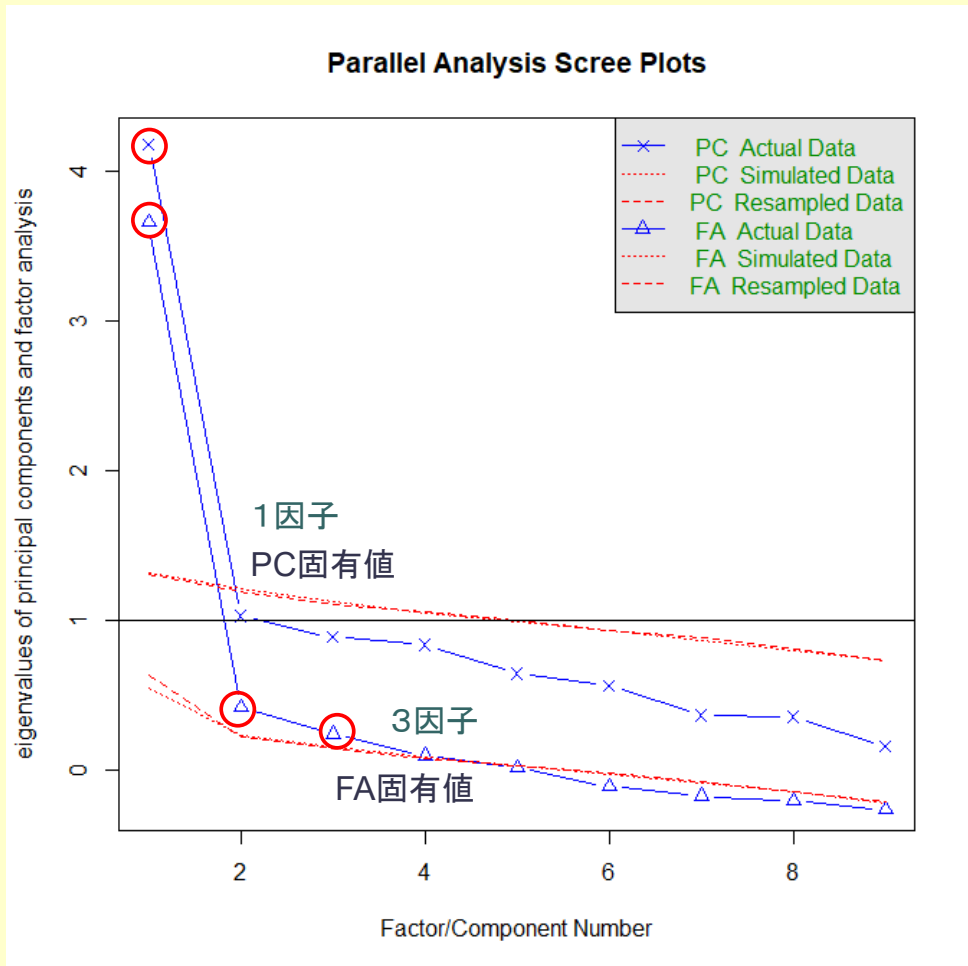 Parallel Analysis Scree Plots
PC Actual Data
PC Simulated Data
PC Resampled Data
FA Actual Data
FA Simulated Data
FA Resampled Data
eigenvalues of principal components and factor analysis
4
3
2
1
0
1因子
PC固有値
3因子
FA固有値
2
4
6
8
Factor/Component Number